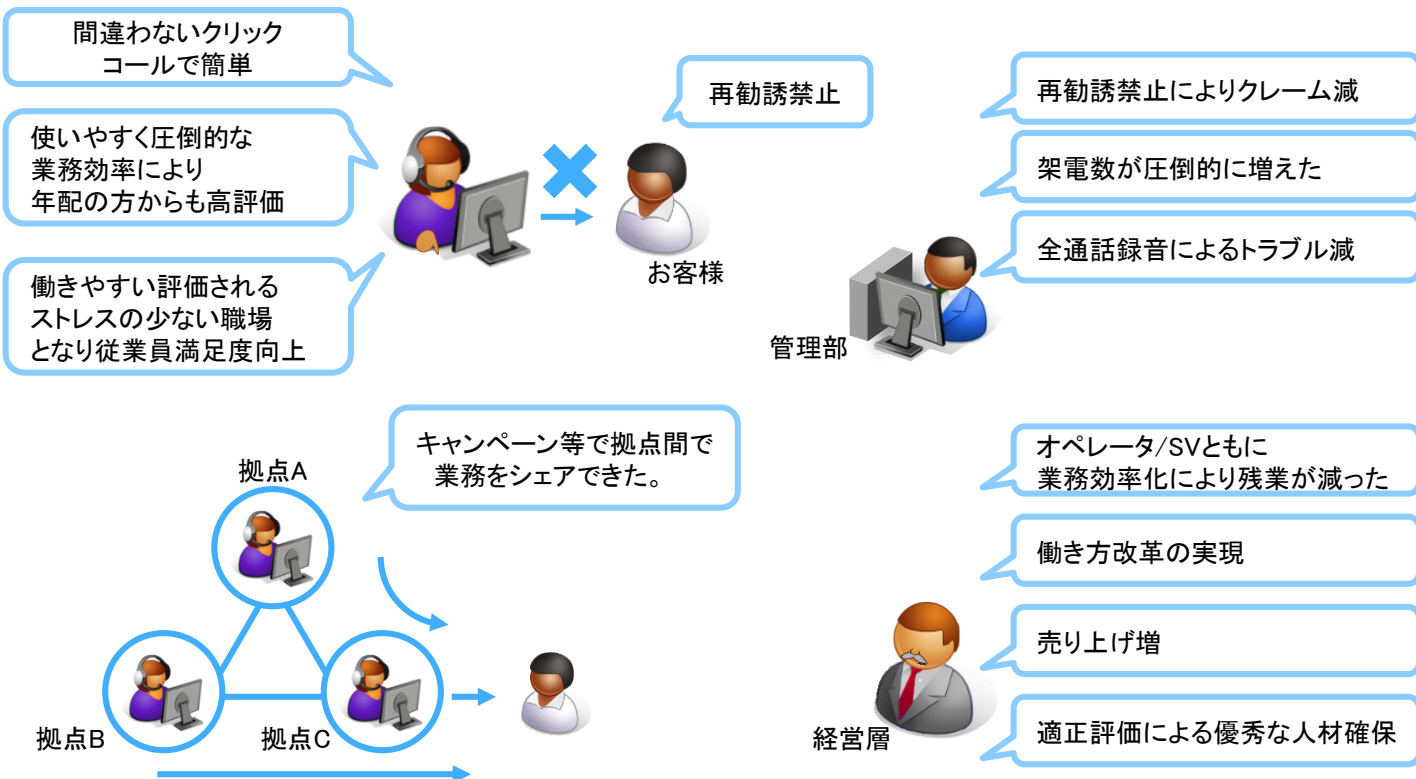 間違わないクリック
コールで簡単
使いやすく圧倒的な
業務効率により
年配の方からも高評価
働きやすい評価される
ストレスの少ない職場
となり従業員満足度向上
再勧誘禁止
お客様
再勧誘禁止によりクレーム減
架電数が圧倒的に増えた
全通話録音によるトラブル減
管理部
キャンペーン等で拠点間で
業務をシェアできた。
拠点A
拠点B
拠点C
オペレータ/SVともに
業務効率化により残業が減った
働き方改革の実現
売り上げ増
適正評価による優秀な人材確保
経営層